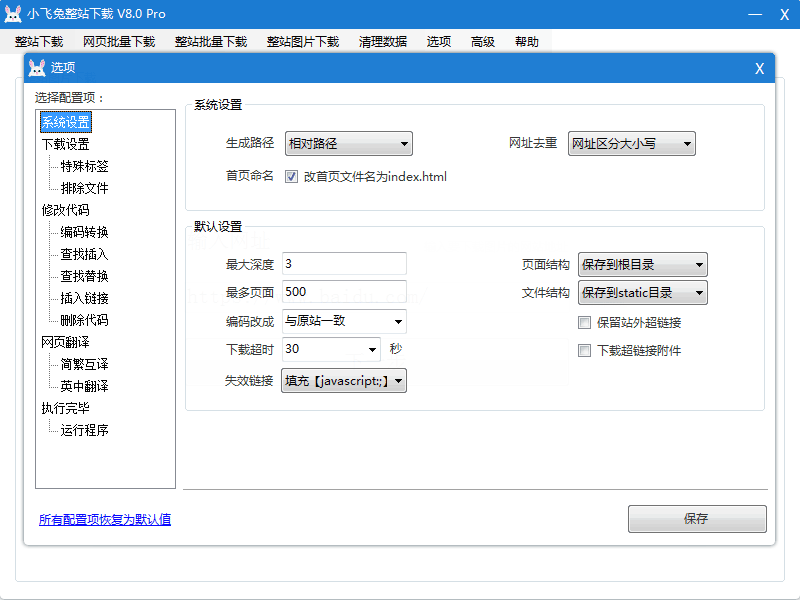 小飞兔整站下载 V8.0 Pro
— X
整站下载 网页批量下载 整站批量下载 整站图片下载 清理数据 选项 高级 帮助
选项 X
选择配置项：
系统设置
下载设置
特殊标签
排除文件
修改代码
编码转换
查找插入
查找替换
插入链接
删除代码
网页翻译
简繁互译
英中翻译
执行完毕
运行程序
所有配置项恢复为默认值
系统设置
生成路径 相对路径 网址去重 网址区分大小写
首页命名 改首页文件名为index.html
默认设置
最大深度 3 页面结构 保存到根目录
最多页面 500 文件结构 保存到static目录
编码改成 与原站一致 保留站外超链接
下载超时 30 秒 下载超链接附件
失效链接 填充【javascript:;】
保存